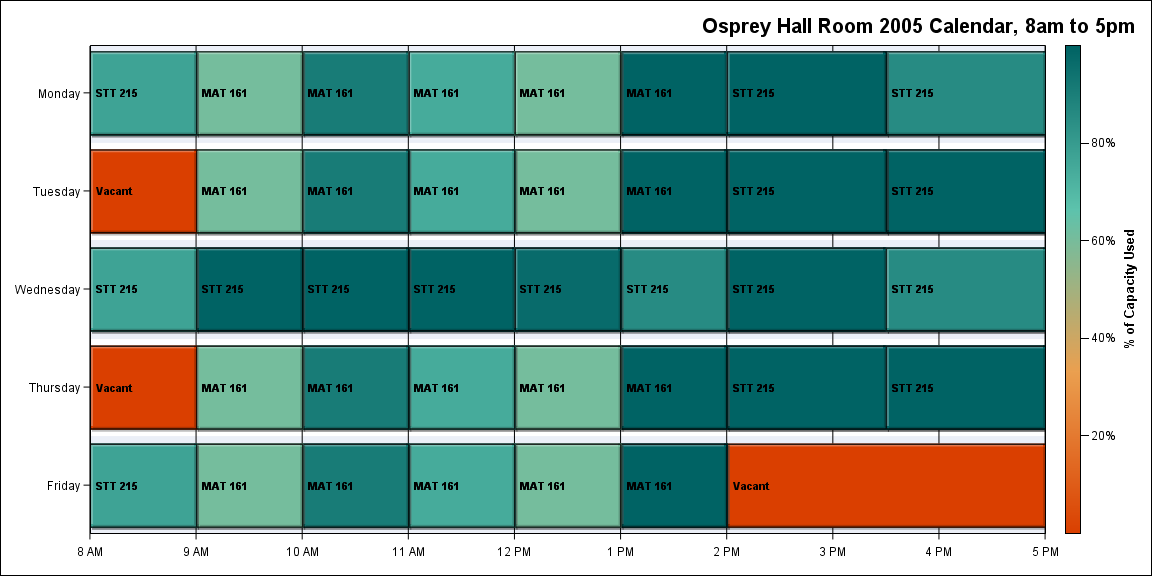 Osprey Hall Room 2005 Calendar, 8am to 5pm
Monday
STT 215
MAT 161
MAT 161
MAT 161
MAT 161
MAT 161
STT 215
STT 215
Tuesday
Vacant
MAT 161
MAT 161
MAT 161
MAT 161
MAT 161
STT 215
STT 215
Wednesday
STT 215
STT 215
STT 215
STT 215
STT 215
STT 215
STT 215
STT 215
Thursday
Vacant
MAT 161
MAT 161
MAT 161
MAT 161
MAT 161
STT 215
STT 215
Friday
STT 215
MAT 161
MAT 161
MAT 161
MAT 161
MAT 161
Vacant
8 AM
9 AM
10 AM
11 AM
12 PM
1 PM
2 PM
3 PM
4 PM
5 PM
80%
60%
40%
20%
% of Capacity Used